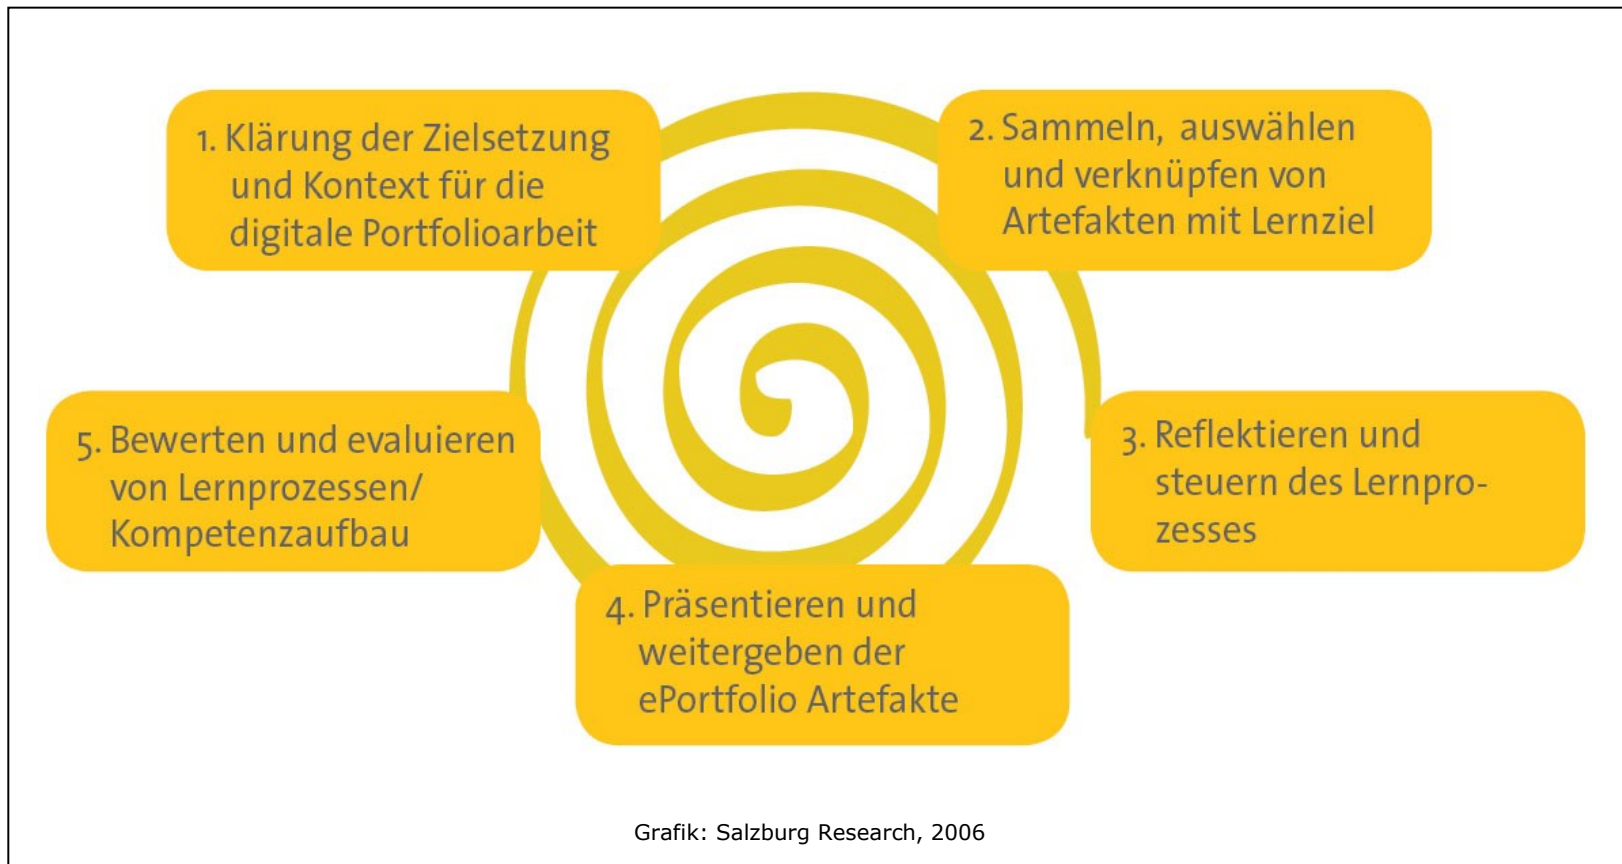 1. Klärung der Zielsetzung
und Kontext für die
digitale Portfolioarbeit
2. Sammeln, auswählen
und verknüpfen von
Artefakten mit Lernziel
3. Reflektieren und
steuern des Lernpro-
zesses
4. Präsentieren und
weitergeben der
ePortfolio Artefakte
5. Bewerten und evaluieren
von Lernprozessen/
Kompetenzaufbau
Grafik: Salzburg Research, 2006